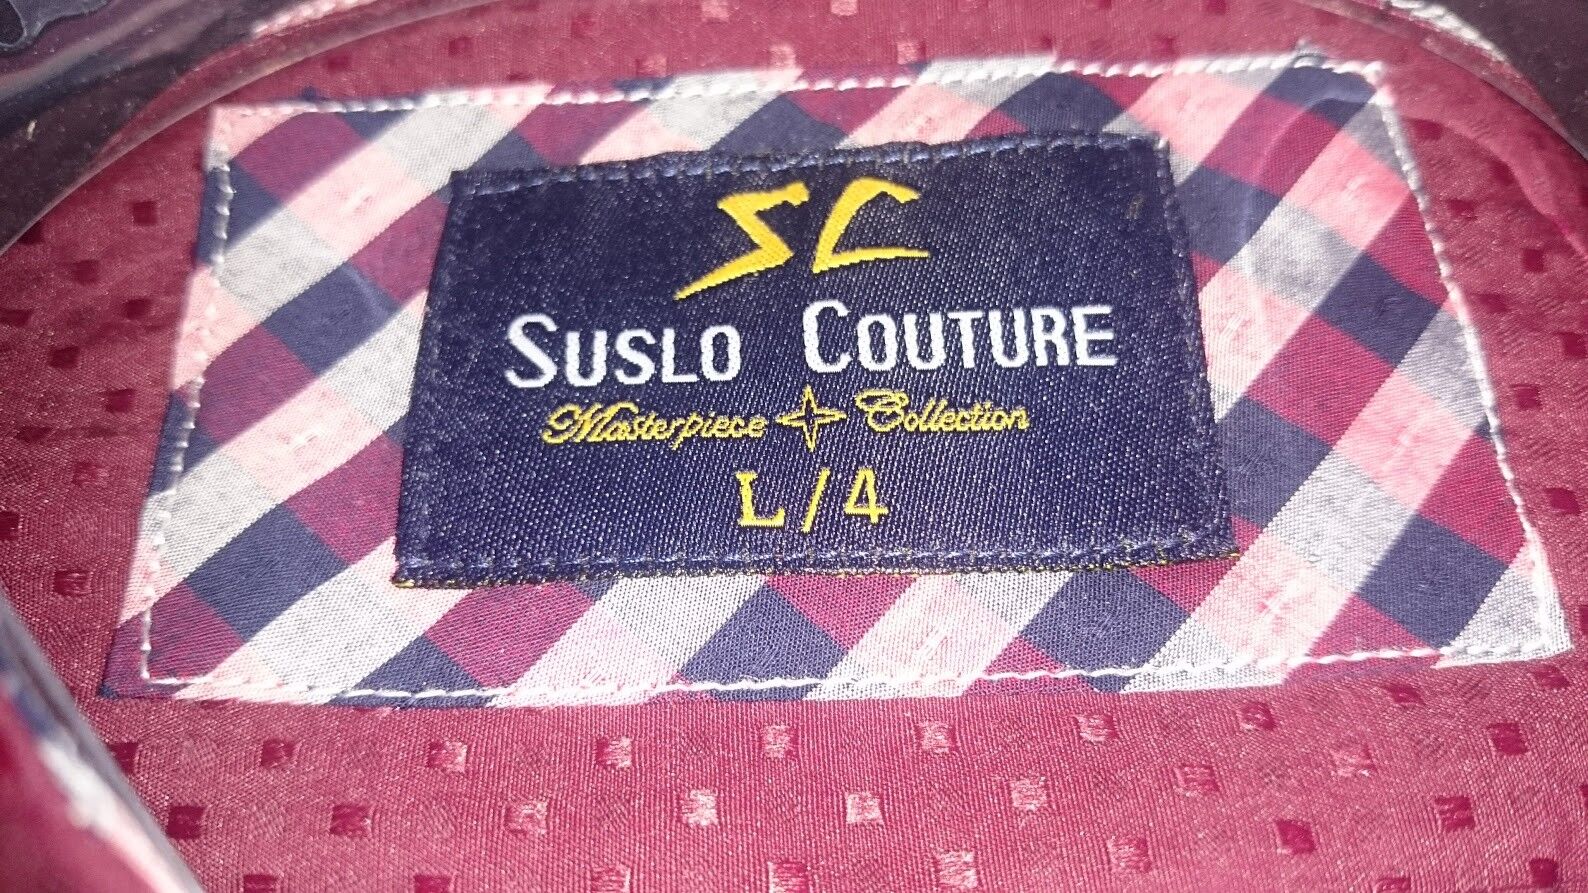 SC
SUSLO COUTURE
Masterpiece Collection
L/4